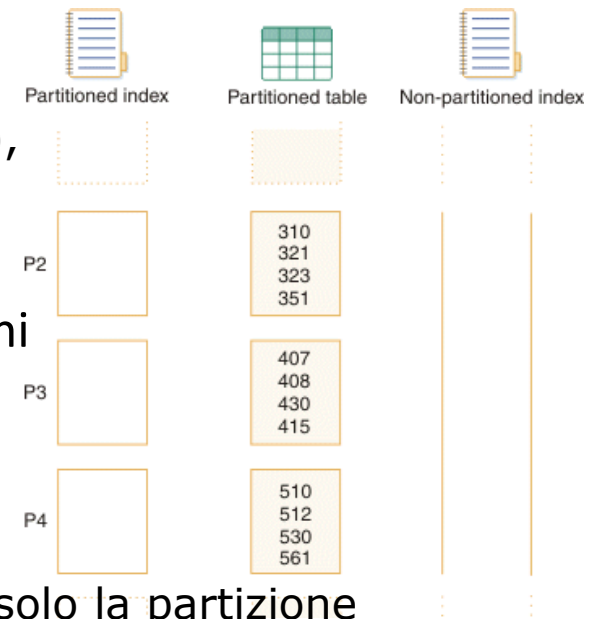 Partitioned index
Partitioned table
Non-partitioned index
,
P2
310
321
323
351
ni
P3
407
408
430
415
P4
510
512
530
561
solo la partizione